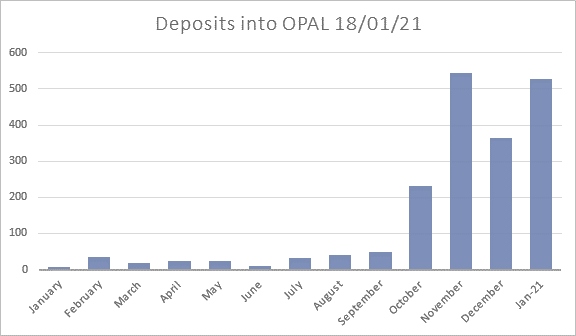 Deposits into OPAL 18/01/21
600
500
400
300
200
100
0
January
February
March
April
May
June
July
August
September
October
November
December
Jan-21